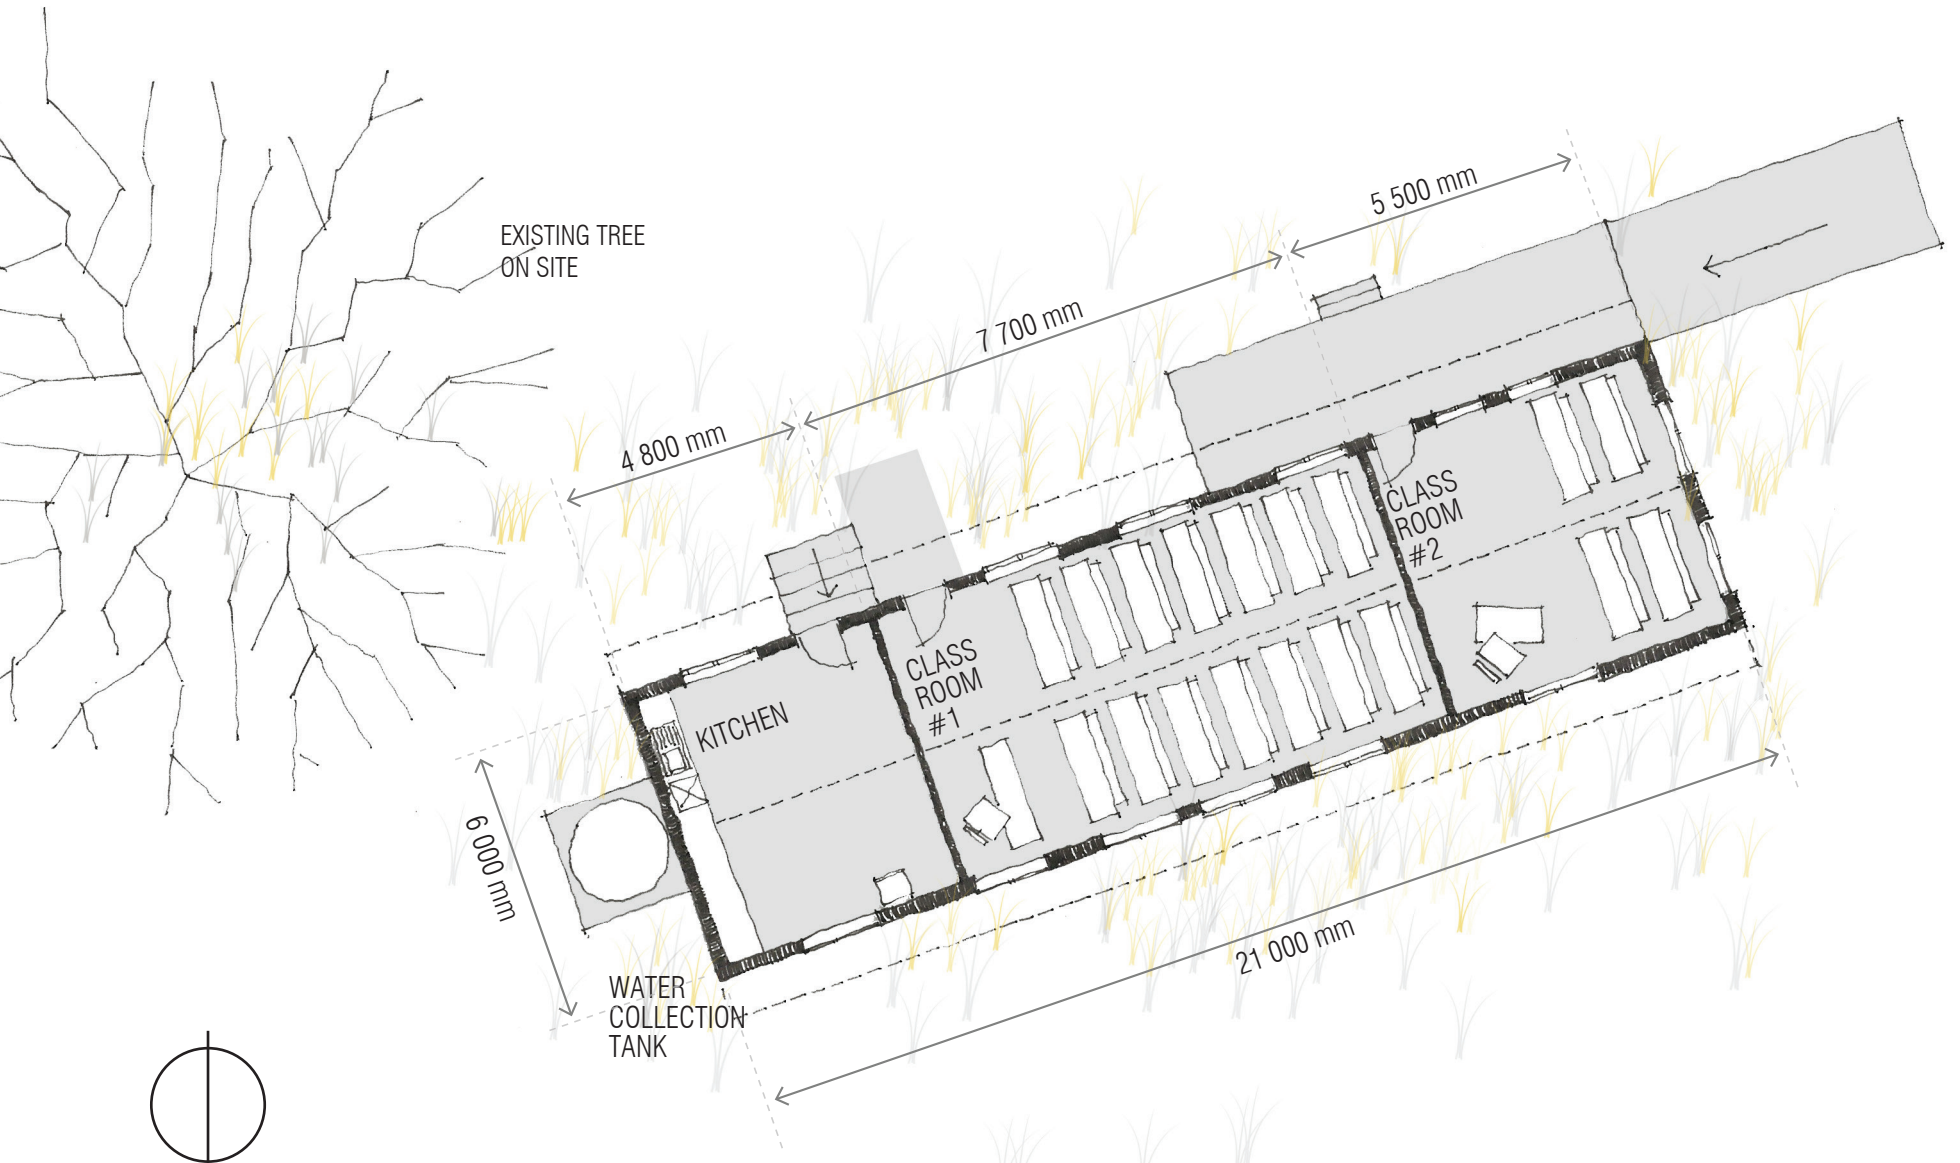 EXISTING TREE
ON SITE
5 500 mm
7 700 mm
4 800 mm
CLASS
ROOM
#2
CLASS
ROOM
#1
KITCHEN
6 000 mm
21 000 mm
WATER
COLLECTION
TANK